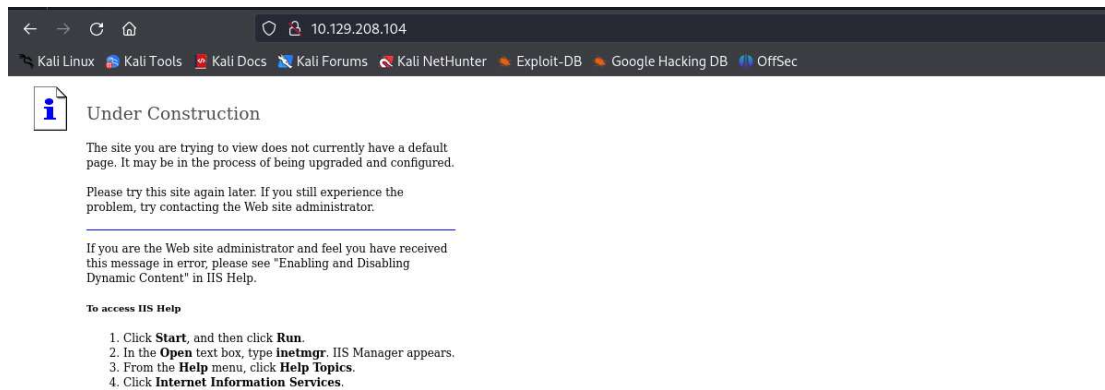 10.129.208.104
Kali Linux Kali Tools Kali Docs Kali Forums Kali NetHunter Exploit-DB Google Hacking DB OffSec
Under Construction
The site you are trying to view does not currently have a default
page. It may be in the process of being upgraded and configured.
Please try this site again later. If you still experience the
problem, try contacting the Web site administrator.
If you are the Web site administrator and feel you have received
this message in error, please see "Enabling and Disabling
Dynamic Content" in IIS Help.
To access IIS Help
1. Click Start, and then click Run.
2. In the Open text box, type inetmgr. IIS Manager appears.
3. From the Help menu, click Help Topics.
4. Click Internet Information Services.